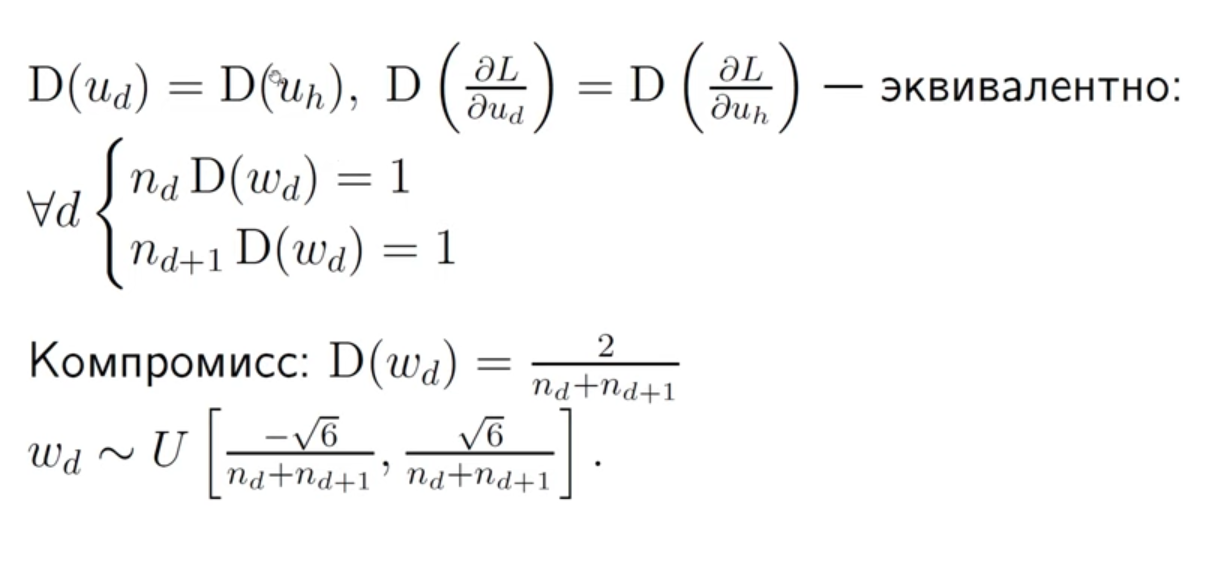 D(u_d) = D(u_h), D(∂L/∂u_d) = D(∂L/∂u_h) — эквивалентно:
∀d { n_d D(w_d) = 1
n_{d+1} D(w_d) = 1
Компромисс: D(w_d) = 2/(n_d+n_{d+1})
w_d ∼ U [−√6/(n_d+n_{d+1}), √6/(n_d+n_{d+1})].